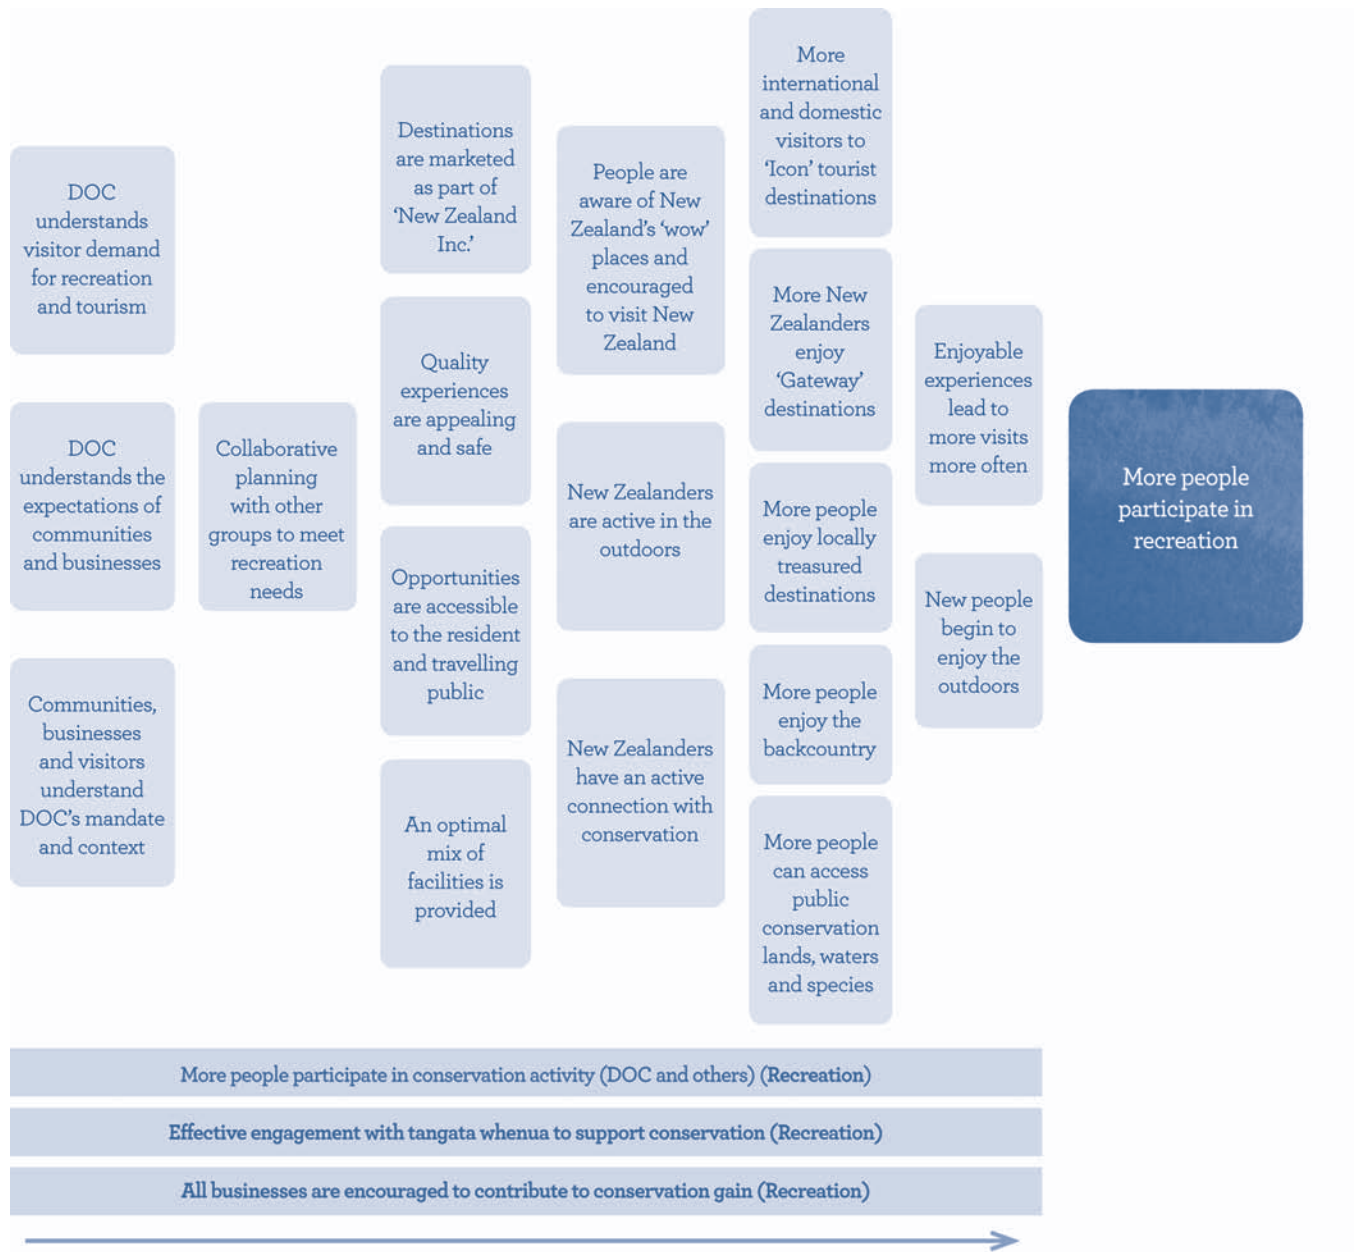 DOC
understands
visitor demand
for recreation
and tourism
DOC
understands the
expectations of
communities
and businesses
Communities,
businesses
and visitors
understand
DOC’s mandate
and context
Collaborative
planning
with other
groups to meet
recreation
needs
Destinations
are marketed
as part of
‘New Zealand
Inc.’
Quality
experiences
are appealing
and safe
Opportunities
are accessible
to the resident
and travelling
public
An optimal
mix of
facilities is
provided
People are
aware of New
Zealand’s ‘wow’
places and
encouraged
to visit New
Zealand
New Zealanders
are active in the
outdoors
New Zealanders
have an active
connection with
conservation
More
international
and domestic
visitors to
‘Icon’ tourist
destinations
More New
Zealanders
enjoy
‘Gateway’
destinations
More people
enjoy locally
treasured
destinations
More people
enjoy the
backcountry
More people
can access
public
conservation
lands, waters
and species
Enjoyable
experiences
lead to
more visits
more often
New people
begin to
enjoy the
outdoors
More people
participate in
recreation
More people participate in conservation activity (DOC and others) (Recreation)
Effective engagement with tangata whenua to support conservation (Recreation)
All businesses are encouraged to contribute to conservation gain (Recreation)